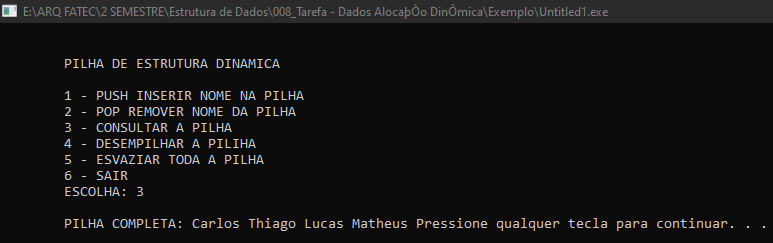 E:\ARQ FATEC\2 SEMESTRE\Estrutura de Dados\008_Tarefa - Dados AlocaþÒo DinÔmica\Exemplo\Untitled1.exe
PILHA DE ESTRUTURA DINAMICA
1 - PUSH INSERIR NOME NA PILHA
2 - POP REMOVER NOME DA PILHA
3 - CONSULTAR A PILHA
4 - DESEMPILHAR A PILIHA
5 - ESVAZIAR TODA A PILHA
6 - SAIR
ESCOLHA: 3
PILHA COMPLETA: Carlos Thiago Lucas Matheus Pressione qualquer tecla para continuar. . .